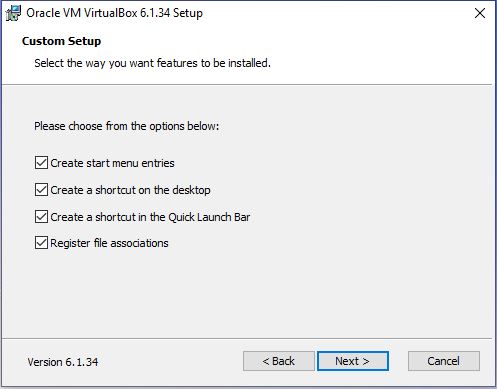 Oracle VM VirtualBox 6.1.34 Setup
Custom Setup
Select the way you want features to be installed.
Please choose from the options below:
Create start menu entries
Create a shortcut on the desktop
Create a shortcut in the Quick Launch Bar
Register file associations
Version 6.1.34
< Back
Next >
Cancel